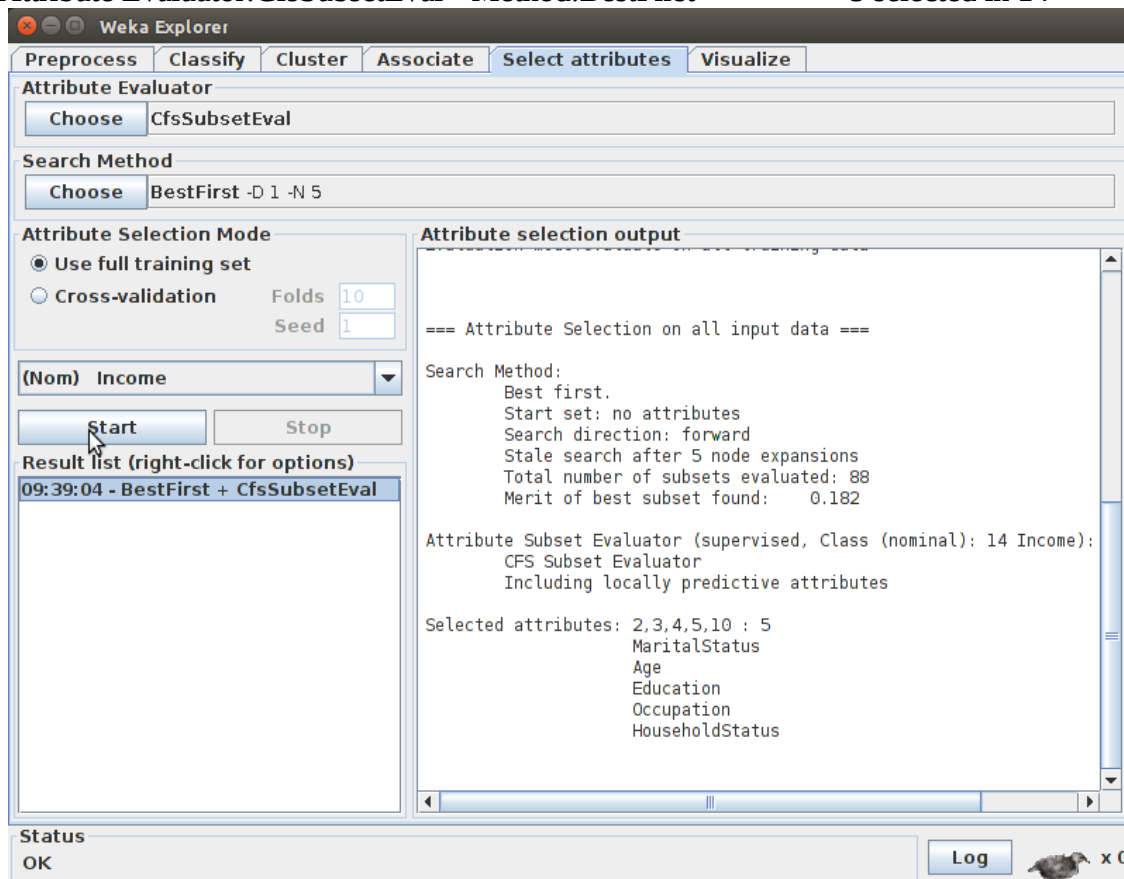 Weka Explorer
Preprocess Classify Cluster Associate Select attributes Visualize
Attribute Evaluator
Choose CfsSubsetEval
Search Method
Choose BestFirst -D 1 -N 5
Attribute Selection Mode
Use full training set
Cross-validation Folds 10
Seed 1
(Nom) Income
Start Stop
Result list (right-click for options)
09:39:04 - BestFirst + CfsSubsetEval
Attribute selection output
=== Attribute Selection on all input data ===
Search Method:
Best first.
Start set: no attributes
Search direction: forward
Stale search after 5 node expansions
Total number of subsets evaluated: 88
Merit of best subset found: 0.182
Attribute Subset Evaluator (supervised, Class (nominal): 14 Income):
CFS Subset Evaluator
Including locally predictive attributes
Selected attributes: 2,3,4,5,10 : 5
MaritalStatus
Age
Education
Occupation
HouseholdStatus
Status
OK
Log x 0